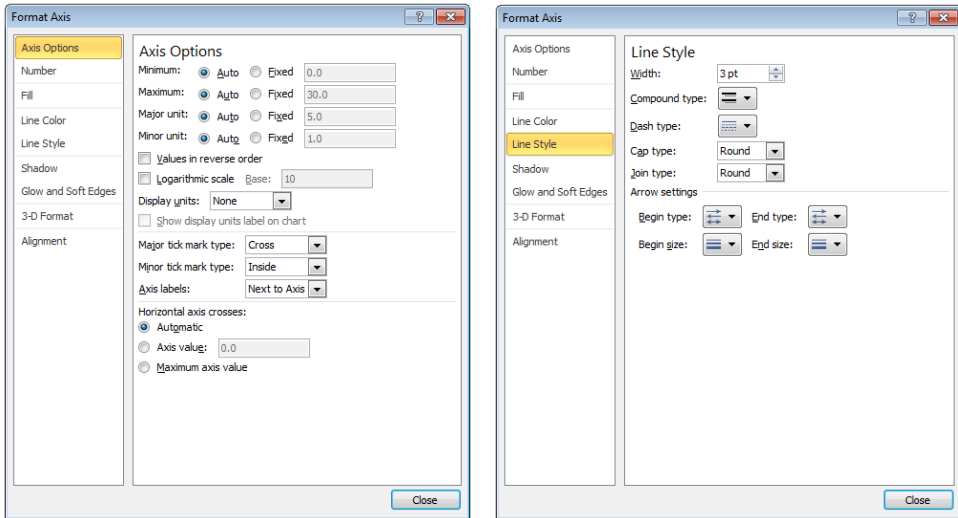 Format Axis
Axis Options
Number
Fill
Line Color
Line Style
Shadow
Glow and Soft Edges
3-D Format
Alignment
Axis Options
Minimum: Auto Fixed 0.0
Maximum: Auto Fixed 30.0
Major unit: Auto Fixed 5.0
Minor unit: Auto Fixed 1.0
Values in reverse order
Logarithmic scale Base: 10
Display units: None
Show display units label on chart
Major tick mark type: Cross
Minor tick mark type: Inside
Axis labels: Next to Axis
Horizontal axis crosses:
Automatic
Axis value: 0.0
Maximum axis value
Close
Format Axis
Axis Options
Number
Fill
Line Color
Line Style
Shadow
Glow and Soft Edges
3-D Format
Alignment
Line Style
Width: 3 pt
Compound type:
Dash type:
Cap type: Round
Join type: Round
Arrow settings
Begin type: End type:
Begin size: End size:
Close